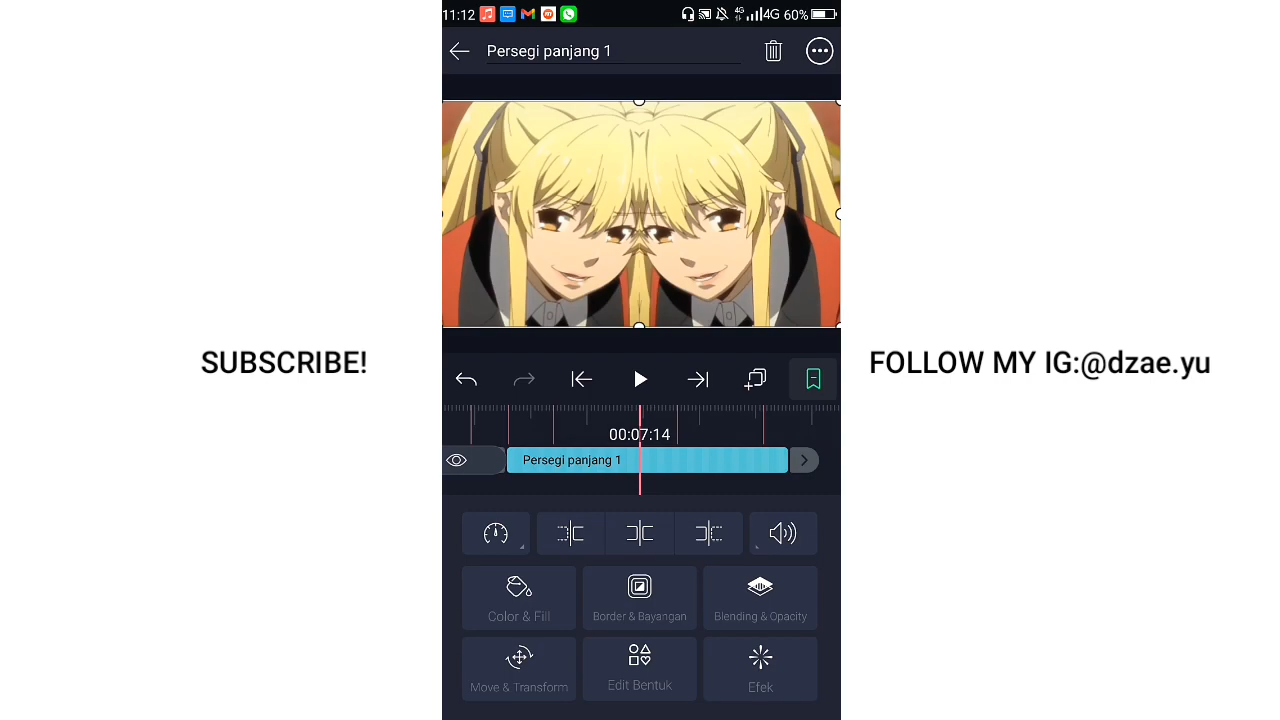 11:12
4G
4G 60%
Persegi panjang 1
SUBSCRIBE!
FOLLOW MY IG:@dzae.yu
00:07:14
Persegi panjang 1
Color & Fill
Border & Bayangan
Blending & Opacity
Move & Transform
Edit Bentuk
Efek